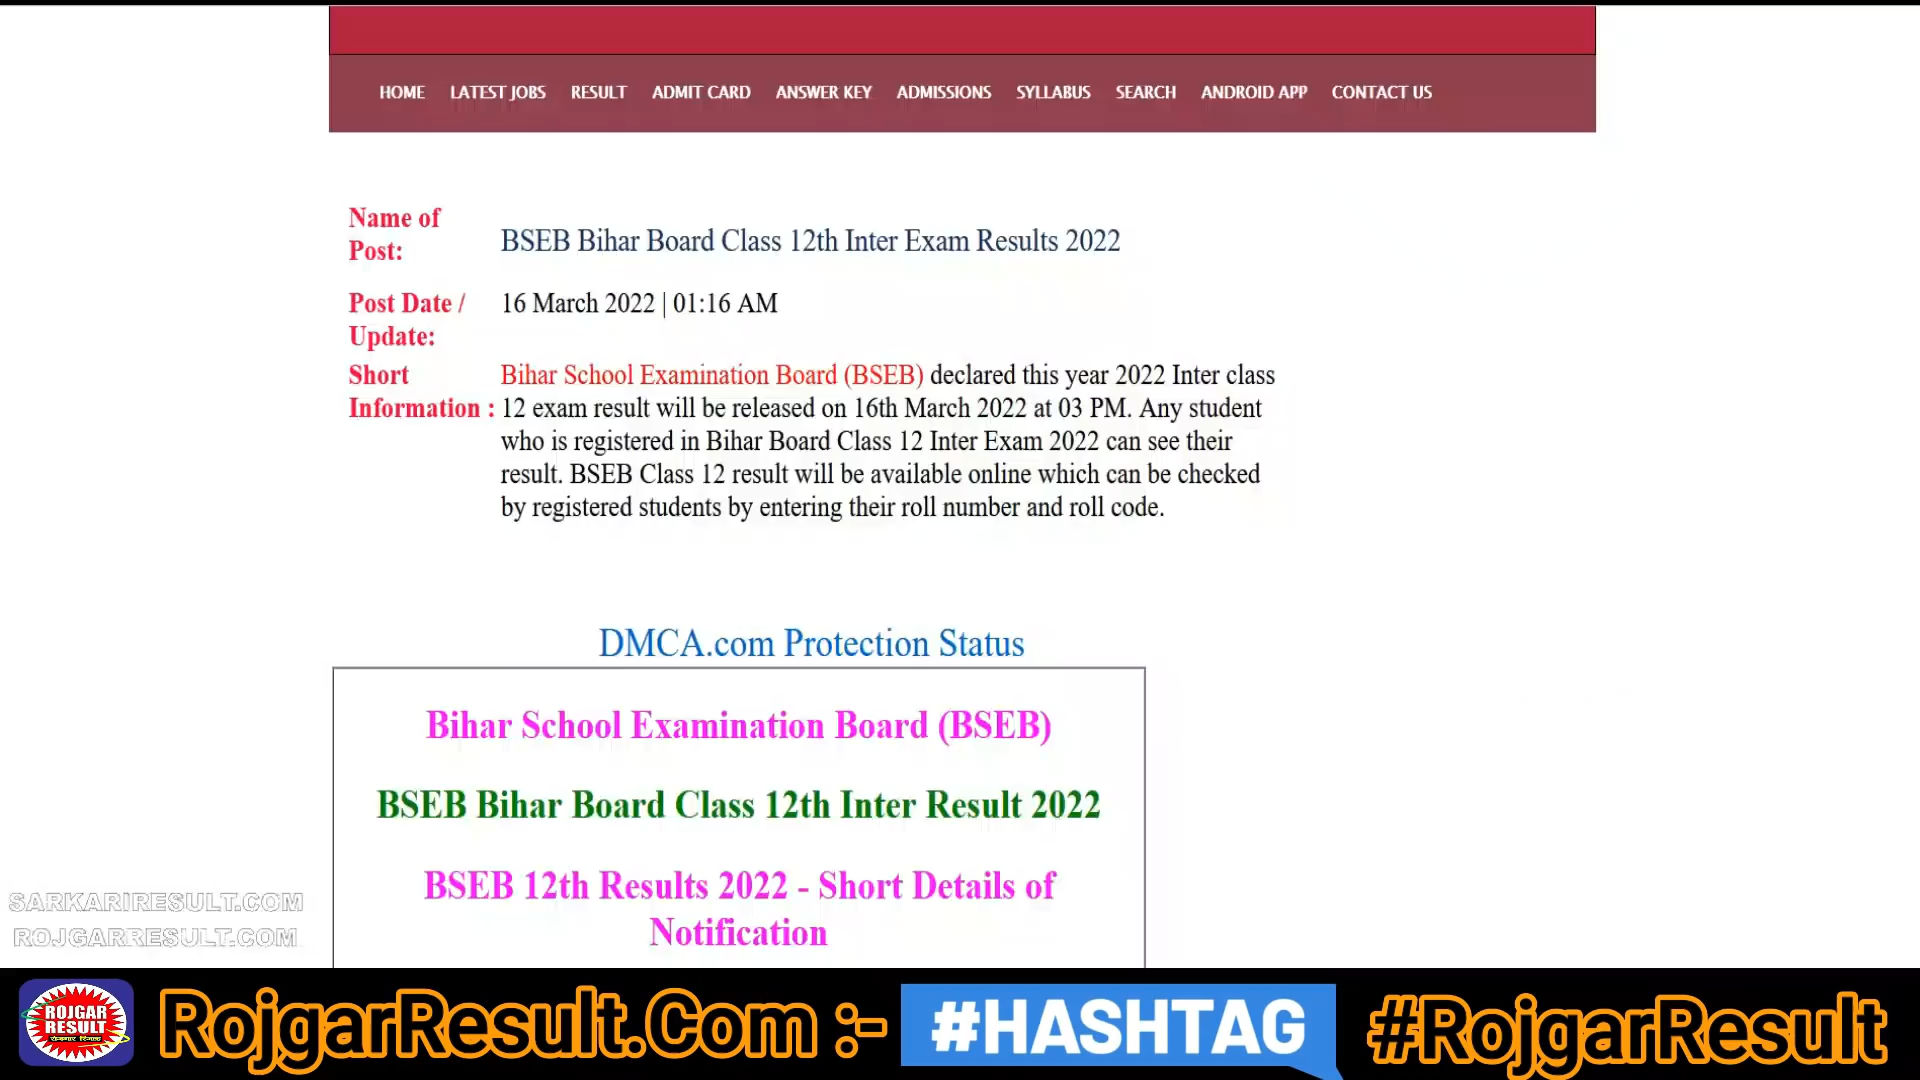 HOME LATEST JOBS RESULT ADMIT CARD ANSWER KEY ADMISSIONS SYLLABUS SEARCH ANDROID APP CONTACT US
Name of
Post:
BSEB Bihar Board Class 12th Inter Exam Results 2022
Post Date /
Update:
16 March 2022 | 01:16 AM
Short
Information :
Bihar School Examination Board (BSEB) declared this year 2022 Inter class
12 exam result will be released on 16th March 2022 at 03 PM. Any student
who is registered in Bihar Board Class 12 Inter Exam 2022 can see their
result. BSEB Class 12 result will be available online which can be checked
by registered students by entering their roll number and roll code.
DMCA.com Protection Status
Bihar School Examination Board (BSEB)
BSEB Bihar Board Class 12th Inter Result 2022
BSEB 12th Results 2022 - Short Details of
Notification
SARKARIRESULT.COM
ROJGARRESULT.COM
ROJGAR
RESULT
रोजगार रिजल्ट
RojgarResult.Com :-
#HASHTAG
#RojgarResult